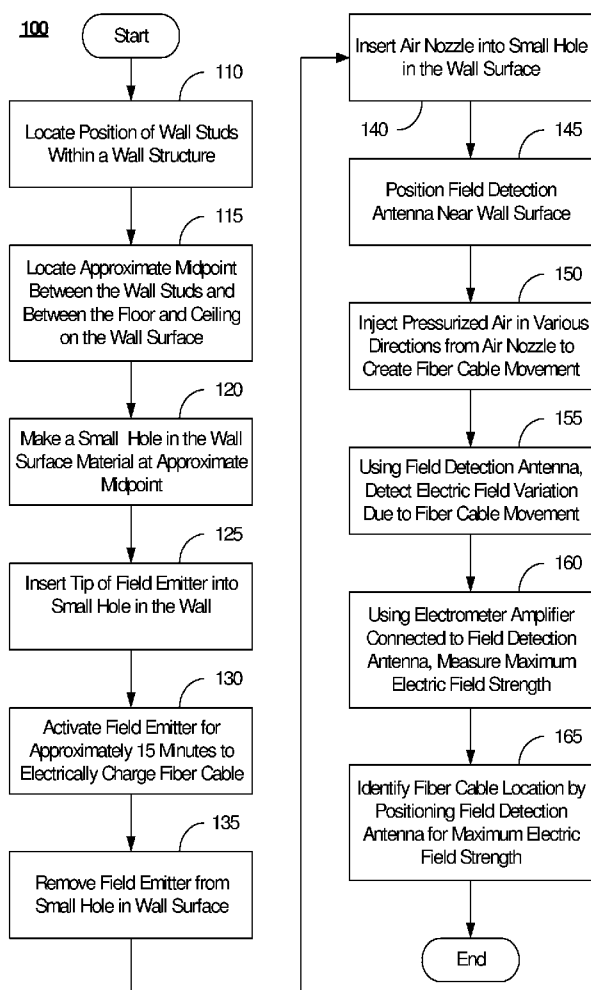 100
Start
110
Locate Position of Wall Studs
Within a Wall Structure
115
Locate Approximate Midpoint
Between the Wall Studs and
Between the Floor and Ceiling
on the Wall Surface
120
Make a Small Hole in the Wall
Surface Material at Approximate
Midpoint
125
Insert Tip of Field Emitter into
Small Hole in the Wall
130
Activate Field Emitter for
Approximately 15 Minutes to
Electrically Charge Fiber Cable
135
Remove Field Emitter from
Small Hole in Wall Surface
Insert Air Nozzle into Small Hole
in the Wall Surface
140
145
Position Field Detection
Antenna Near Wall Surface
150
Inject Pressurized Air in Various
Directions from Air Nozzle to
Create Fiber Cable Movement
155
Using Field Detection Antenna,
Detect Electric Field Variation
Due to Fiber Cable Movement
160
Using Electrometer Amplifier
Connected to Field Detection
Antenna, Measure Maximum
Electric Field Strength
165
Identify Fiber Cable Location by
Positioning Field Detection
Antenna for Maximum Electric
Field Strength
End